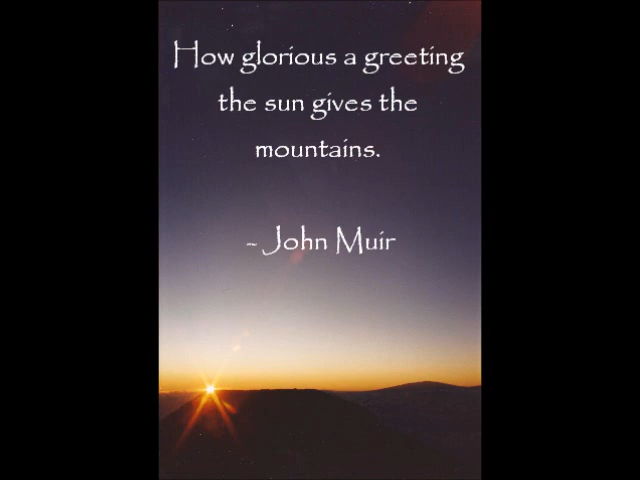 How glorious a greeting
the sun gives the
mountains.
- John Muir